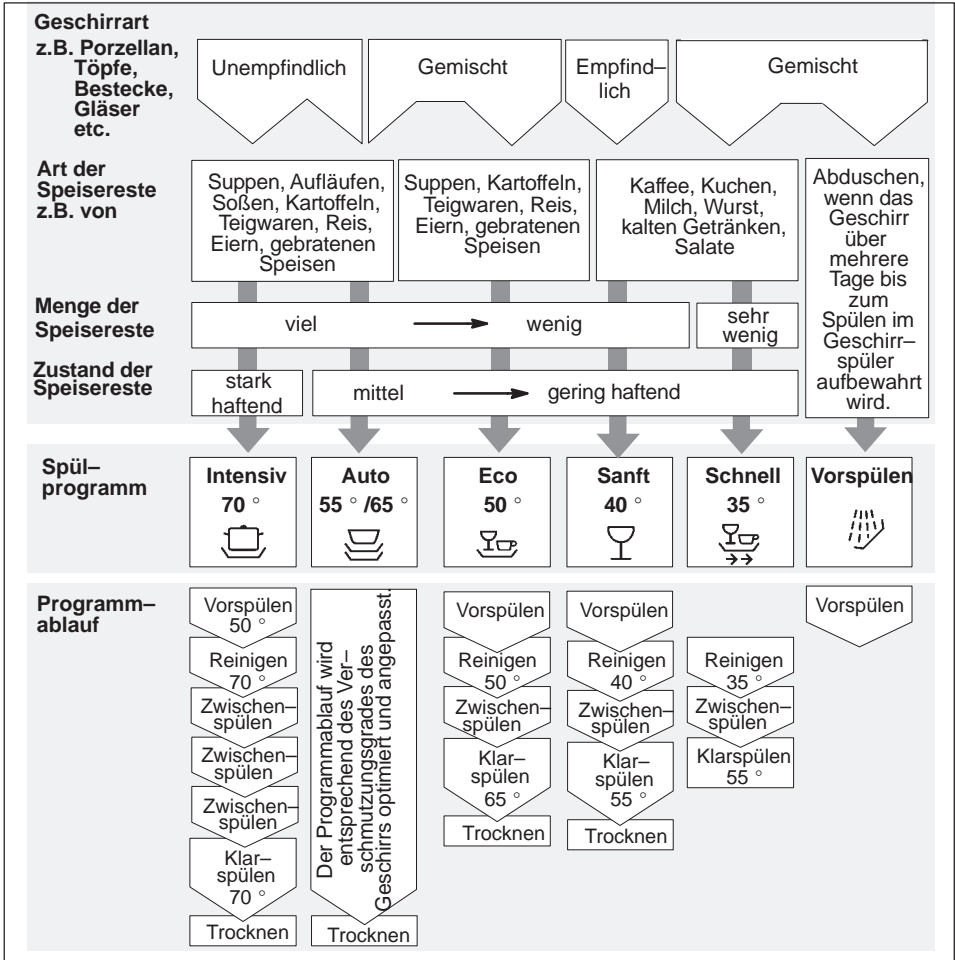 Geschirrart
z.B. Porzellan,
Töpfe,
Bestecke,
Gläser
etc.
Unempfindlich
Gemischt
Empfind–
lich
Gemischt
Art der
Speisereste
z.B. von
Suppen, Aufläufen,
Soßen, Kartoffeln,
Teigwaren, Reis,
Eiern, gebratenen
Speisen
Suppen, Kartoffeln,
Teigwaren, Reis,
Eiern, gebratenen
Speisen
Kaffee, Kuchen,
Milch, Wurst,
kalten Getränken,
Salate
Abduschen,
wenn das
Geschirr
über
mehrere
Tage bis
zum
Spülen im
Geschirr–
spüler
aufbewahrt
wird.
Menge der
Speisereste
viel → wenig
sehr
wenig
Zustand der
Speisereste
stark
haftend
mittel → gering haftend
Spül–
programm
Intensiv
70 °
Auto
55 ° /65 °
Eco
50 °
Sanft
40 °
Schnell
35 °
Vorspülen
Programm–
ablauf
Vorspülen
50 °
Reinigen
70 °
Zwischen–
spülen
Zwischen–
spülen
Zwischen–
spülen
Klar–
spülen
70 °
Trocknen
Der Programmablauf wird
entsprechend des Ver–
schmutzungsgrades des
Geschirrs optimiert und angepasst.
Trocknen
Vorspülen
Reinigen
50 °
Zwischen–
spülen
Klar–
spülen
65 °
Trocknen
Vorspülen
Reinigen
40 °
Zwischen–
spülen
Klar–
spülen
55 °
Trocknen
Reinigen
35 °
Zwischen–
spülen
Klarspülen
55 °
Vorspülen